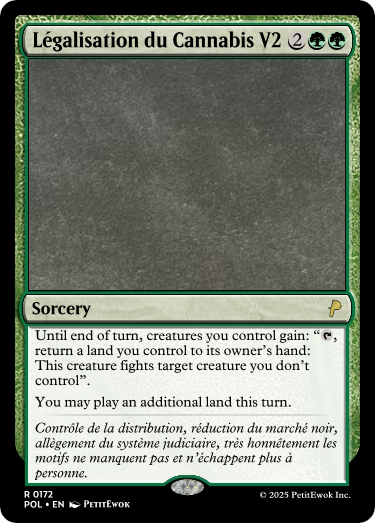 Légalisation du Cannabis V2 2
Sorcery
Until end of turn, creatures you control gain: “,
return a land you control to its owner's hand:
This creature fights target creature you don't
control”.
You may play an additional land this turn.
Contrôle de la distribution, réduction du marché noir,
allègement du système judiciaire, très honnêtement les
motifs ne manquent pas et n'échappent plus à
personne.
R 0172
POL • EN PetitEwok
© 2025 PetitEwok Inc.